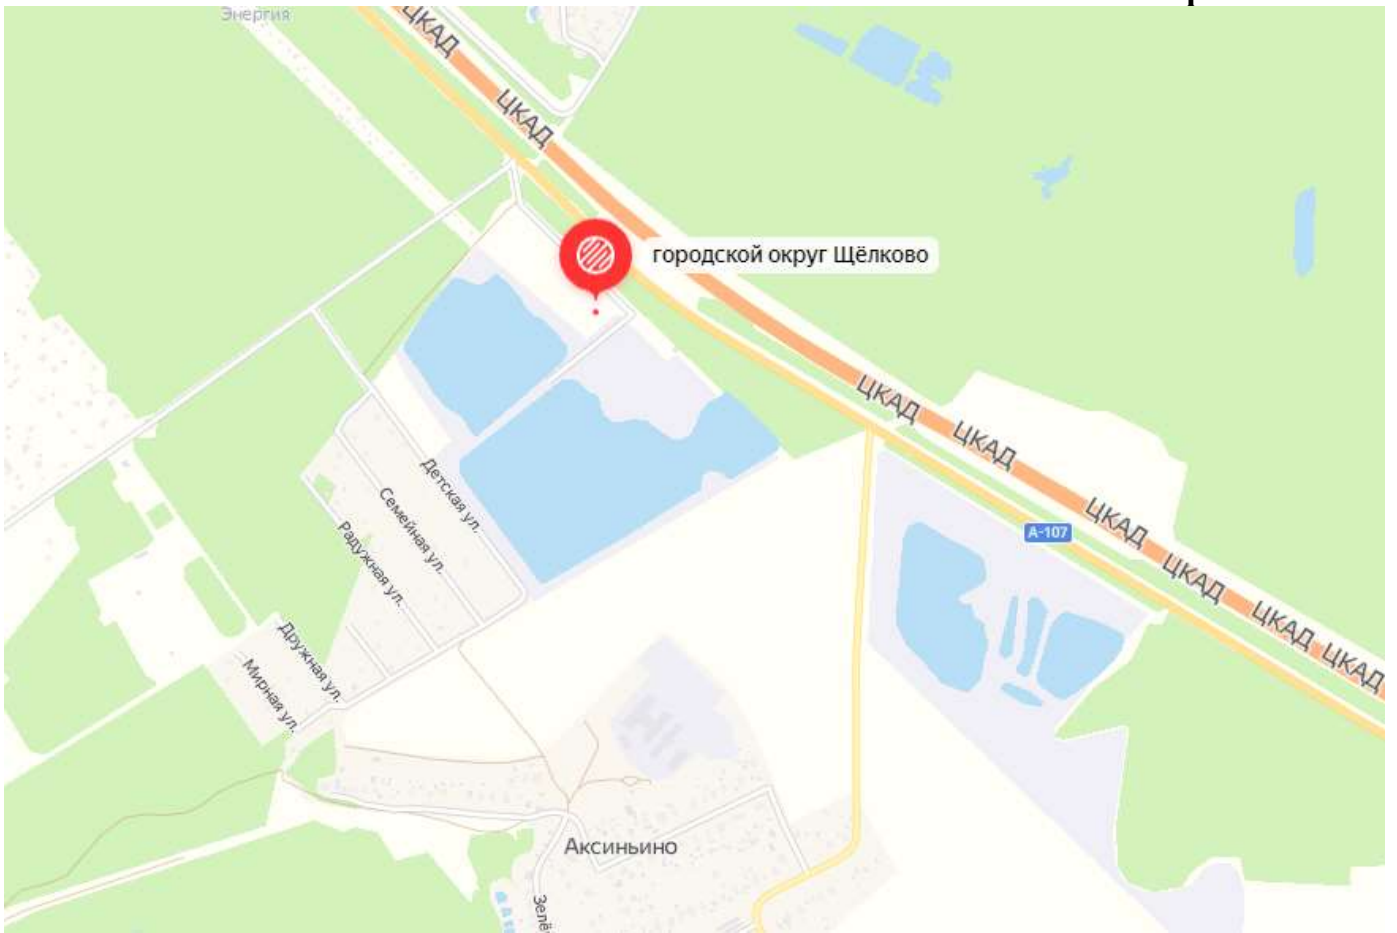 Энергия
ЦКАД
ЦКАД
городской округ Щёлково
ЦКАД
ЦКАД
Детская ул.
Семейная ул.
Радужная ул.
ЦКАД
А-107
ЦКАД
ЦКАД
ЦКАД
Дружная ул.
Мирная ул.
Аксиньино